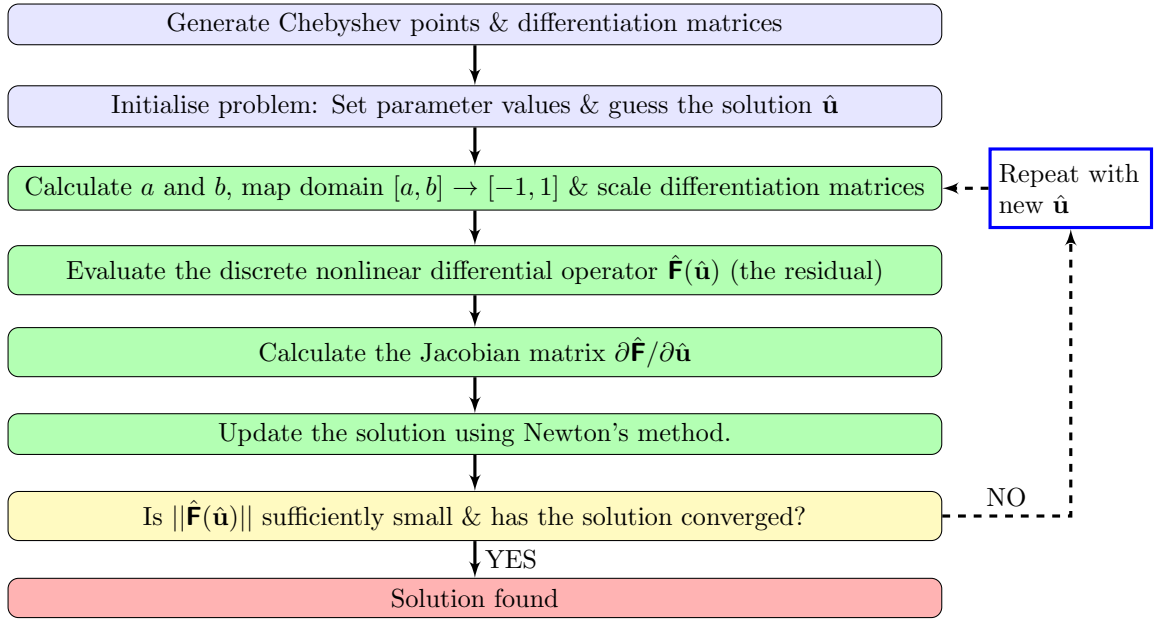 Generate Chebyshev points & differentiation matrices
Initialise problem: Set parameter values & guess the solution û
Calculate a and b, map domain [a, b] → [−1, 1] & scale differentiation matrices
Repeat with
new û
Evaluate the discrete nonlinear differential operator F̂(û) (the residual)
Calculate the Jacobian matrix ∂F̂/∂û
Update the solution using Newton's method.
Is ||F̂(û)|| sufficiently small & has the solution converged?
NO
YES
Solution found